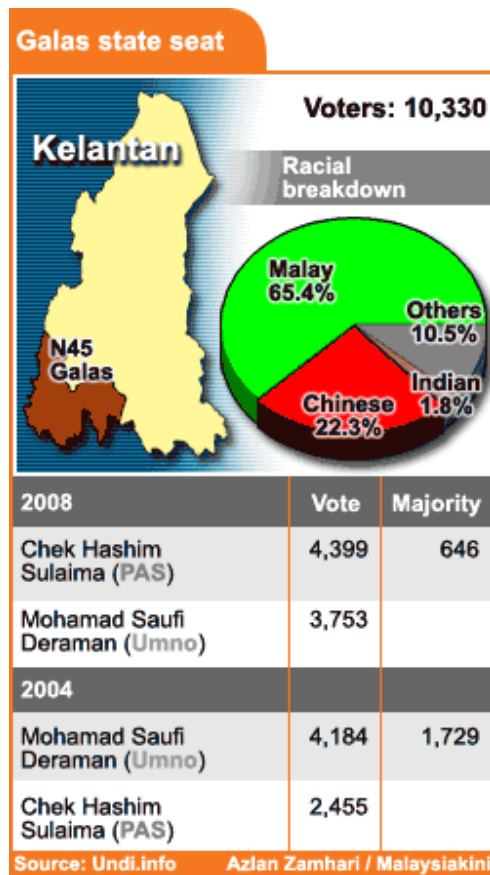 Galas state seat
Voters: 10,330
Kelantan
Racial
breakdown
Malay
65.4%
Others
10.5%
N45
Galas
Indian
1.8%
Chinese
22.3%
2008 Vote Majority
Chek Hashim
Sulaima (PAS) 4,399 646
Mohamad Saufi
Deraman (Umno) 3,753
2004
Mohamad Saufi
Deraman (Umno) 4,184 1,729
Chek Hashim
Sulaima (PAS) 2,455
Source: Undi.info Azlan Zamhari / Malaysiakini